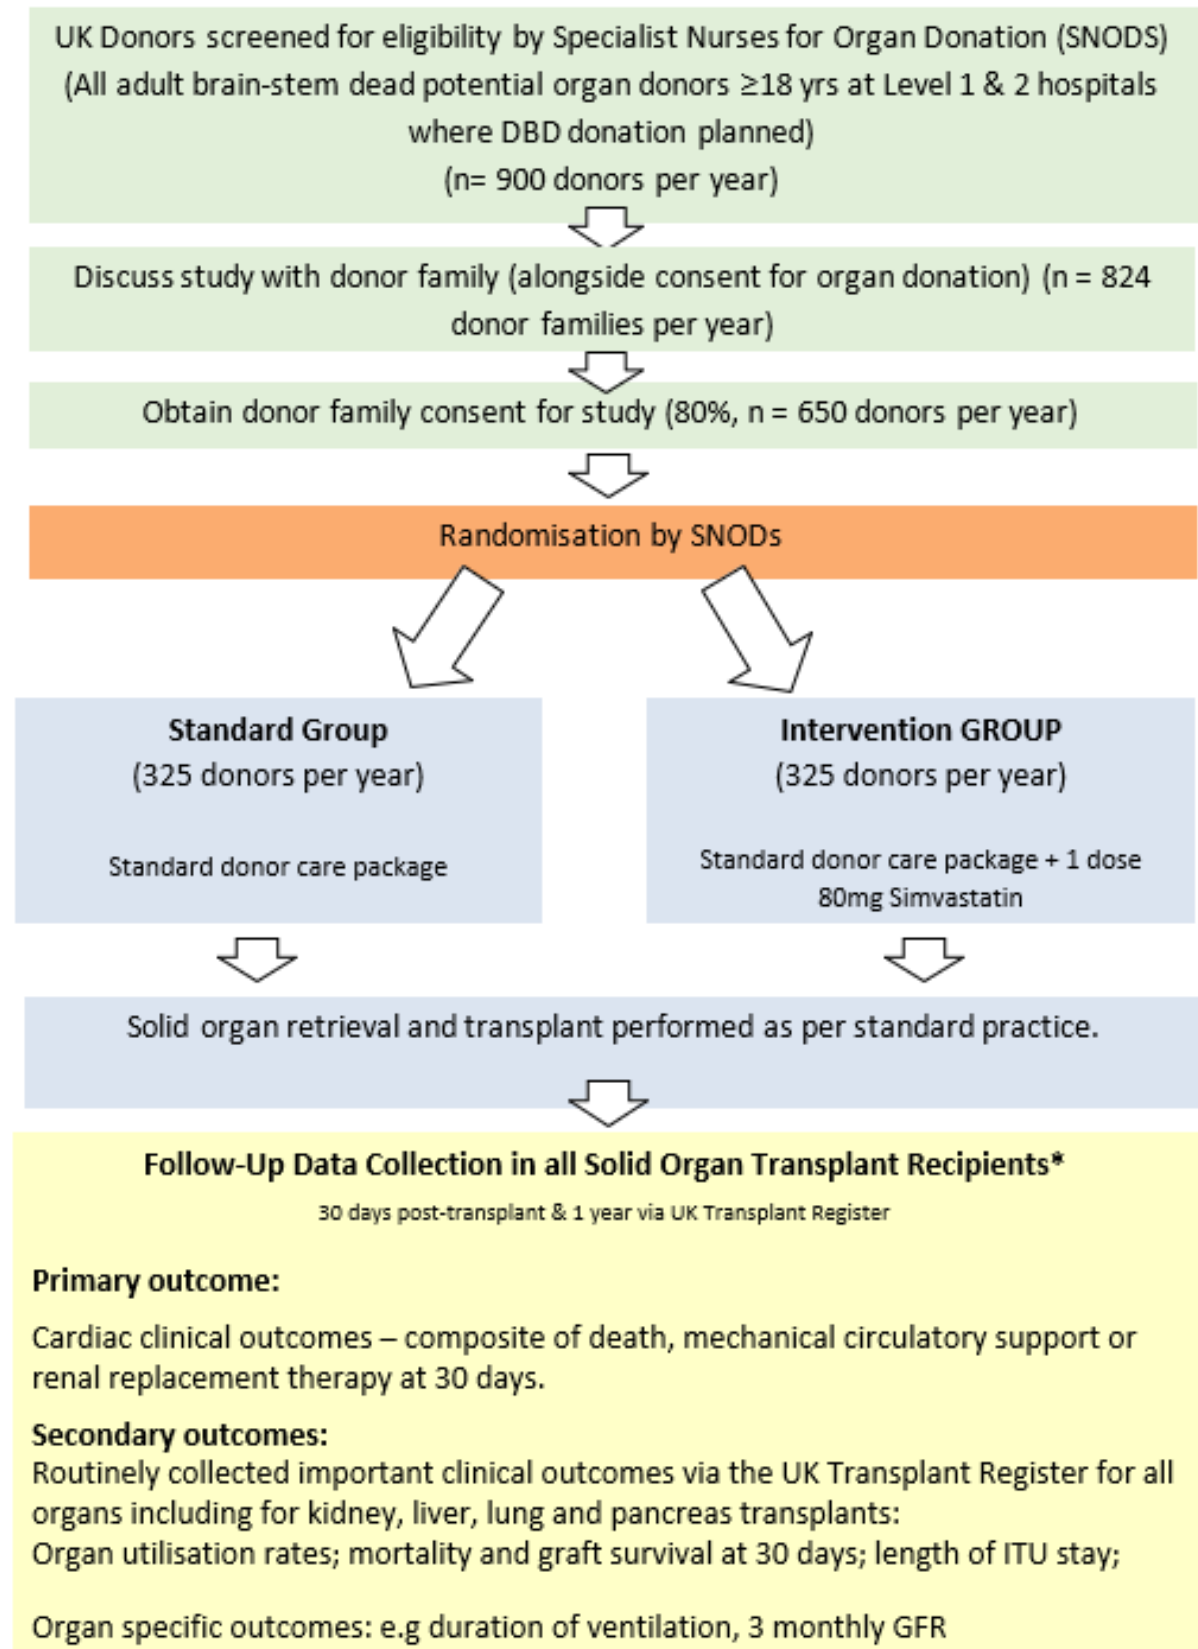 UK Donors screened for eligibility by Specialist Nurses for Organ Donation (SNODS)
(All adult brain-stem dead potential organ donors ≥18 yrs at Level 1 & 2 hospitals
where DBD donation planned)
(n= 900 donors per year)
Discuss study with donor family (alongside consent for organ donation) (n = 824
donor families per year)
Obtain donor family consent for study (80%, n = 650 donors per year)
Randomisation by SNODs
Standard Group
(325 donors per year)
Standard donor care package
Intervention GROUP
(325 donors per year)
Standard donor care package + 1 dose
80mg Simvastatin
Solid organ retrieval and transplant performed as per standard practice.
Follow-Up Data Collection in all Solid Organ Transplant Recipients*
30 days post-transplant & 1 year via UK Transplant Register
Primary outcome:
Cardiac clinical outcomes – composite of death, mechanical circulatory support or
renal replacement therapy at 30 days.
Secondary outcomes:
Routinely collected important clinical outcomes via the UK Transplant Register for all
organs including for kidney, liver, lung and pancreas transplants:
Organ utilisation rates; mortality and graft survival at 30 days; length of ITU stay;
Organ specific outcomes: e.g duration of ventilation, 3 monthly GFR